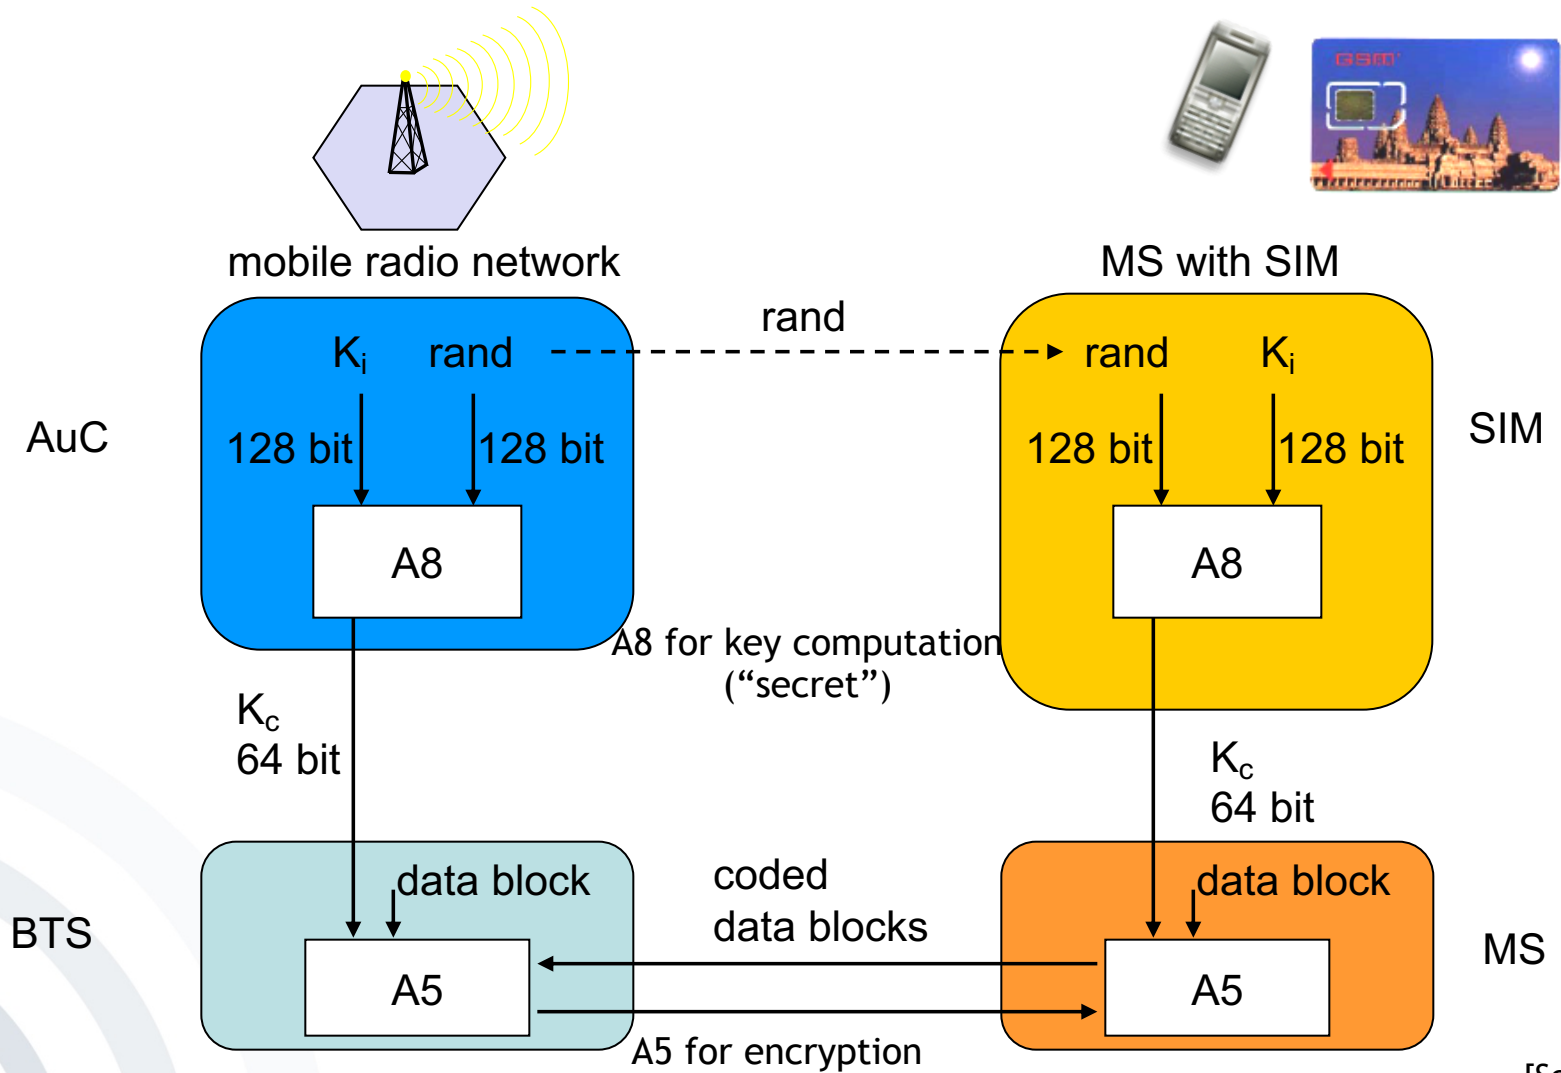 GSM
mobile radio network
MS with SIM
rand
Ki rand
rand Ki
AuC
128 bit 128 bit
128 bit 128 bit
SIM
A8
A8
A8 for key computation
(“secret”)
Kc
64 bit
Kc
64 bit
data block
coded
data blocks
data block
BTS
MS
A5
A5
A5 for encryption